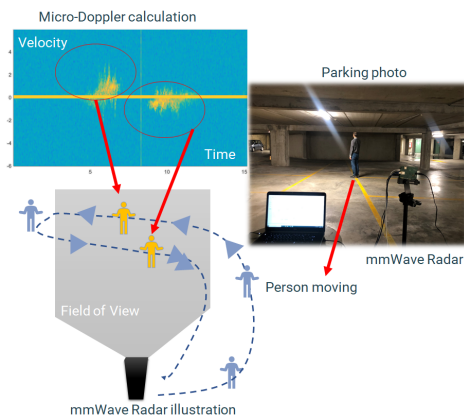 Micro-Doppler calculation
Velocity
4
2
0
-2
-4
-6
5
10
15
Time
Parking photo
mmWave Radar
Person moving
Field of View
mmWave Radar illustration